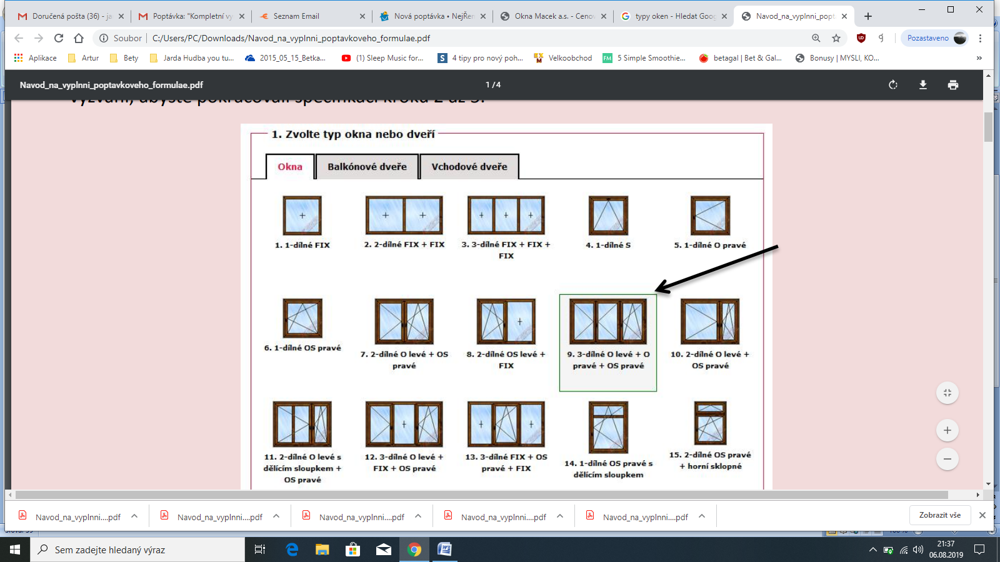 Doručená pošta (36) - ja
Poptávka: "Kompletní vy
Seznam Email
Nová poptávka • NejŘen
Okna Macek a.s. - Cenov
typy oken - Hledat Goog
Navod_na_vyplnni_popt
Soubor
C:/Users/PC/Downloads/Navod_na_vyplnni_poptavkoveho_formulae.pdf
Pozastaveno
Aplikace
Artur
Bety
Jarda Hudba you tu...
2015_05_15_Betka...
(1) Sleep Music for...
4 tipy pro nový poh...
Velkoobchod
5 Simple Smoothie...
betagal | Bet & Gal...
Bonusy | MYSLI, KO...
»
Navod_na_vyplnni_poptavkoveho_formulae.pdf
1 / 4
1. Zvolte typ okna nebo dveří
Okna
Balkónové dveře
Vchodové dveře
1. 1-dílné FIX
2. 2-dílné FIX + FIX
3. 3-dílné FIX + FIX +
FIX
4. 1-dílné S
5. 1-dílné O pravé
6. 1-dílné OS pravé
7. 2-dílné O levé + OS
pravé
8. 2-dílné OS levé +
FIX
9. 3-dílné O levé + O
pravé + OS pravé
10. 2-dílné O levé +
OS pravé
11. 2-dílné O levé s
dělícím sloupkem +
OS pravé
12. 3-dílné O levé +
FIX + OS pravé
13. 3-dílné FIX + OS
pravé + FIX
14. 1-dílné OS pravé s
dělícím sloupkem
15. 2-dílné OS pravé
+ horní sklopné
Navod_na_vyplnni....pdf
Navod_na_vyplnni....pdf
Navod_na_vyplnni....pdf
Navod_na_vyplnni....pdf
Navod_na_vyplnni....pdf
Zobrazit vše
Sem zadejte hledaný výraz
21:37
06.08.2019